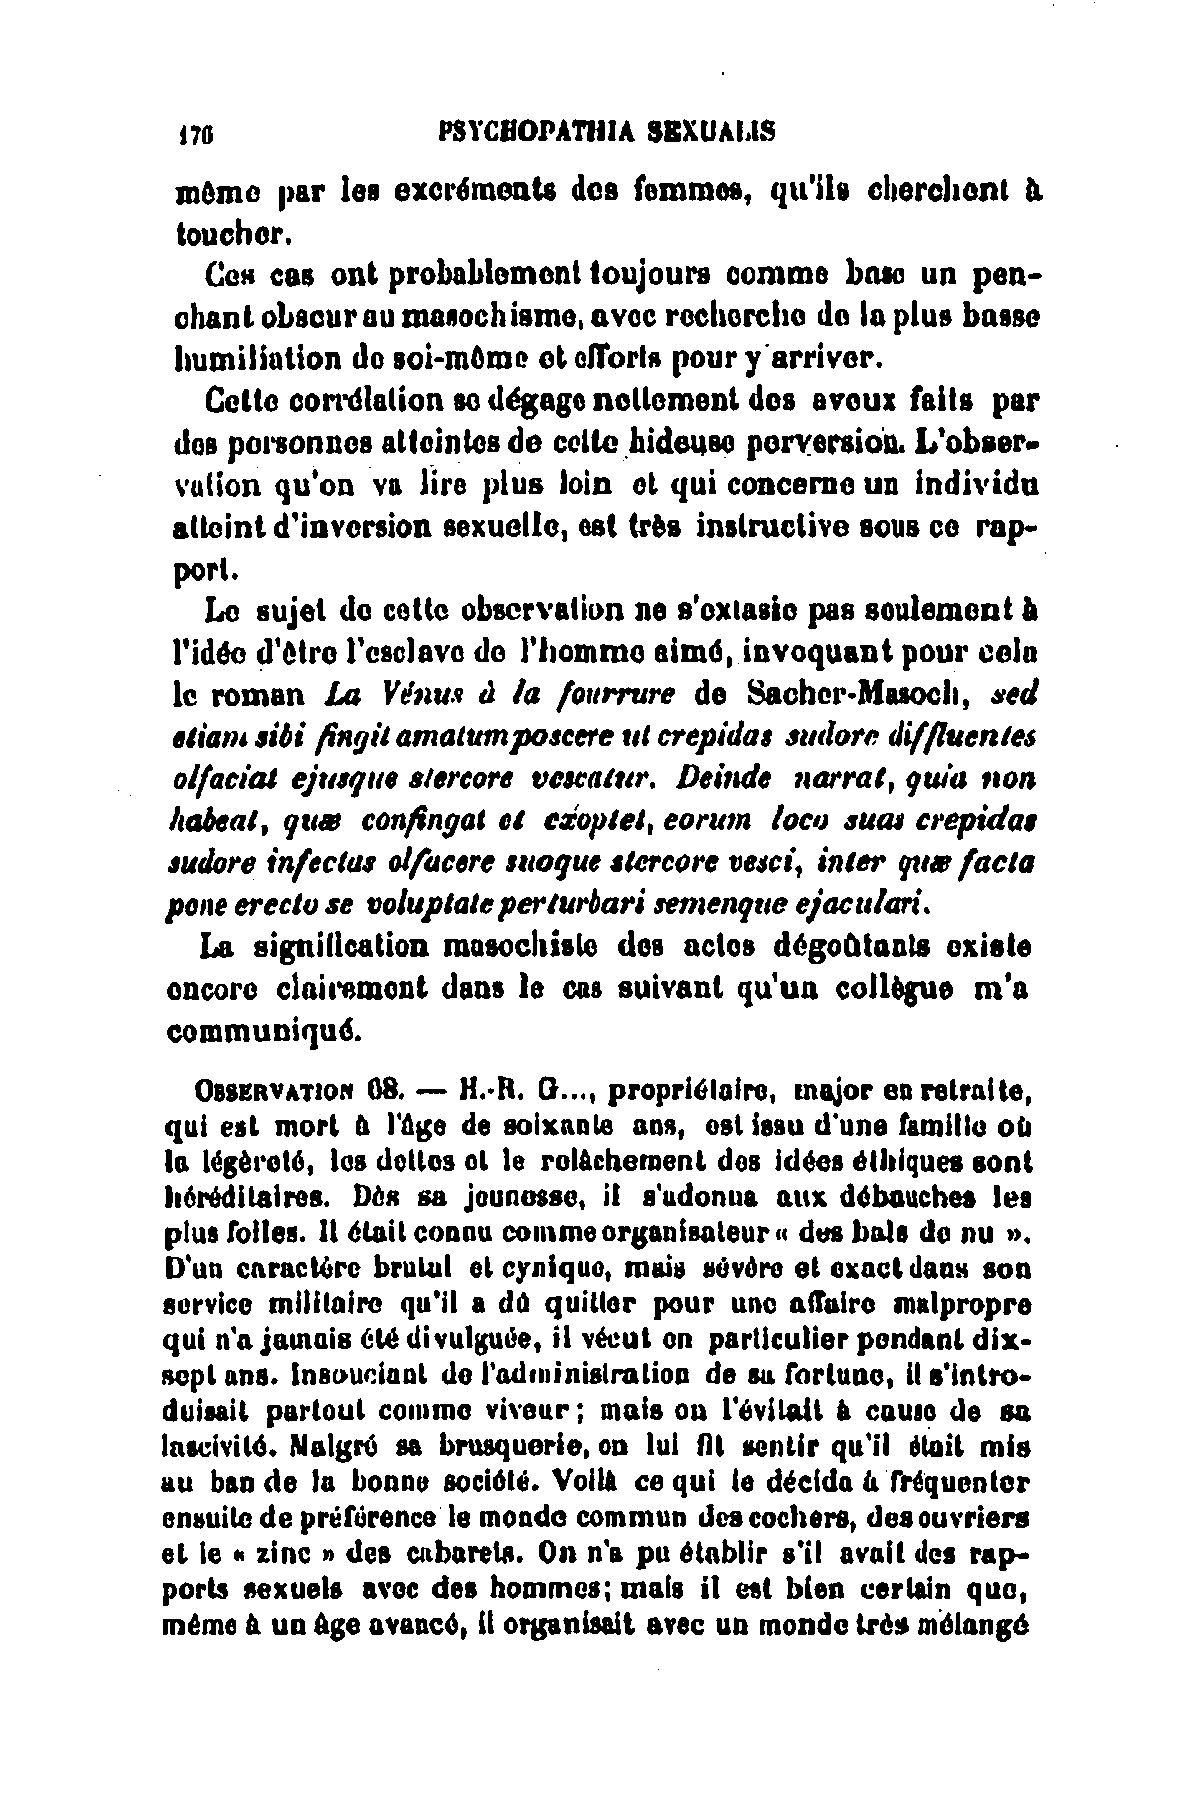 170 PSYCHOPATHIA SEXUALIS
même par les excréments des femmes, qu'ils cherchent à
toucher.
Ces cas ont probablement toujours comme base un pen-
chant obscur au masochisme, avec recherche de la plus basse
humiliation de soi-même et efforts pour y arriver.
Cette corrélation se dégage nettement des aveux faits par
des personnes atteintes de cette hideuse perversion. L'obser-
vation qu'on va lire plus loin et qui concerne un individu
atteint d'inversion sexuelle, est très instructive sous ce rap-
port.
Le sujet de cette observation ne s'extasie pas seulement à
l'idée d'être l'esclave de l'homme aimé, invoquant pour cela
le roman La Vénus à la fourrure de Sacher-Masoch, sed
etiam sibi fingit amatum poscere ut crepidas sudore diffluentes
olfaciat ejusque stercore vescatur. Deinde narrat, quia non
habeat, quæ confingat et exoptet, eorum loco suas crepidas
sudore infectas olfacere suoque stercore vesci, inter quæ facta
pene erecto se voluptate perturbari semenque ejaculari.
La signification masochiste des actes dégoûtants existe
encore clairement dans le cas suivant qu'un collègue m'a
communiqué.
OBSERVATION 68. — H.-R. G..., propriétaire, major en retraite,
qui est mort à l'âge de soixante ans, est issu d'une famille où
la légèreté, les dettes et le relâchement des idées éthiques sont
héréditaires. Dès sa jeunesse, il s'adonna aux débauches les
plus folles. Il était connu comme organisateur « des bals de nu ».
D'un caractère brutal et cynique, mais sévère et exact dans son
service militaire qu'il a dû quitter pour une affaire malpropre
qui n'a jamais été divulguée, il vécut en particulier pendant dix-
sept ans. Insouciant de l'administration de sa fortune, il s'intro-
duisait partout comme viveur ; mais on l'évitait à cause de sa
lascivité. Malgré sa brusquerie, on lui fit sentir qu'il était mis
au ban de la bonne société. Voilà ce qui le décida à fréquenter
ensuite de préférence le monde commun des cochers, des ouvriers
et le « zinc » des cabarets. On n'a pu établir s'il avait des rap-
ports sexuels avec des hommes ; mais il est bien certain que,
même à un âge avancé, il organisait avec un monde très mélangé